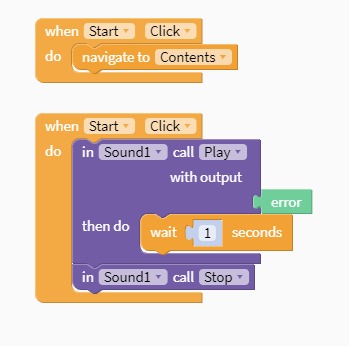 when Start Click
do navigate to Contents
when Start Click
do in Sound1 call Play
with output
error
then do wait 1 seconds
in Sound1 call Stop